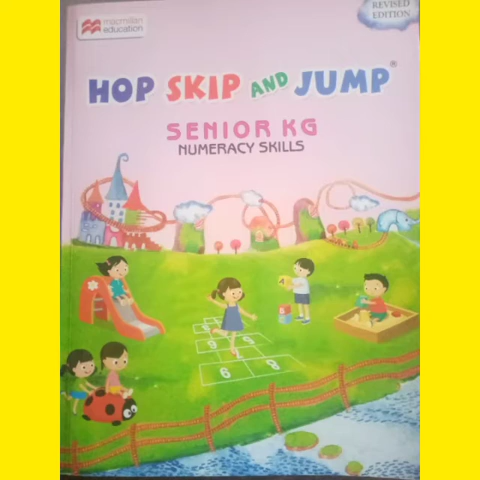 macmillan
education
REVISED
EDITION
HOP SKIP AND JUMP®
SENIOR KG
NUMERACY SKILLS